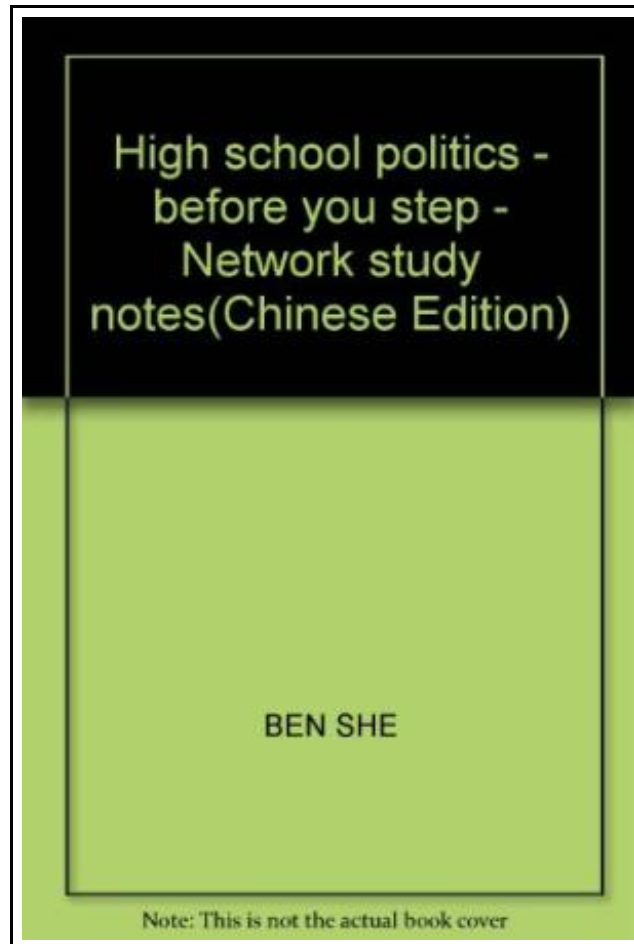 High school politics -
before you step -
Network study
notes(Chinese Edition)
BEN SHE
Note: This is not the actual book cover